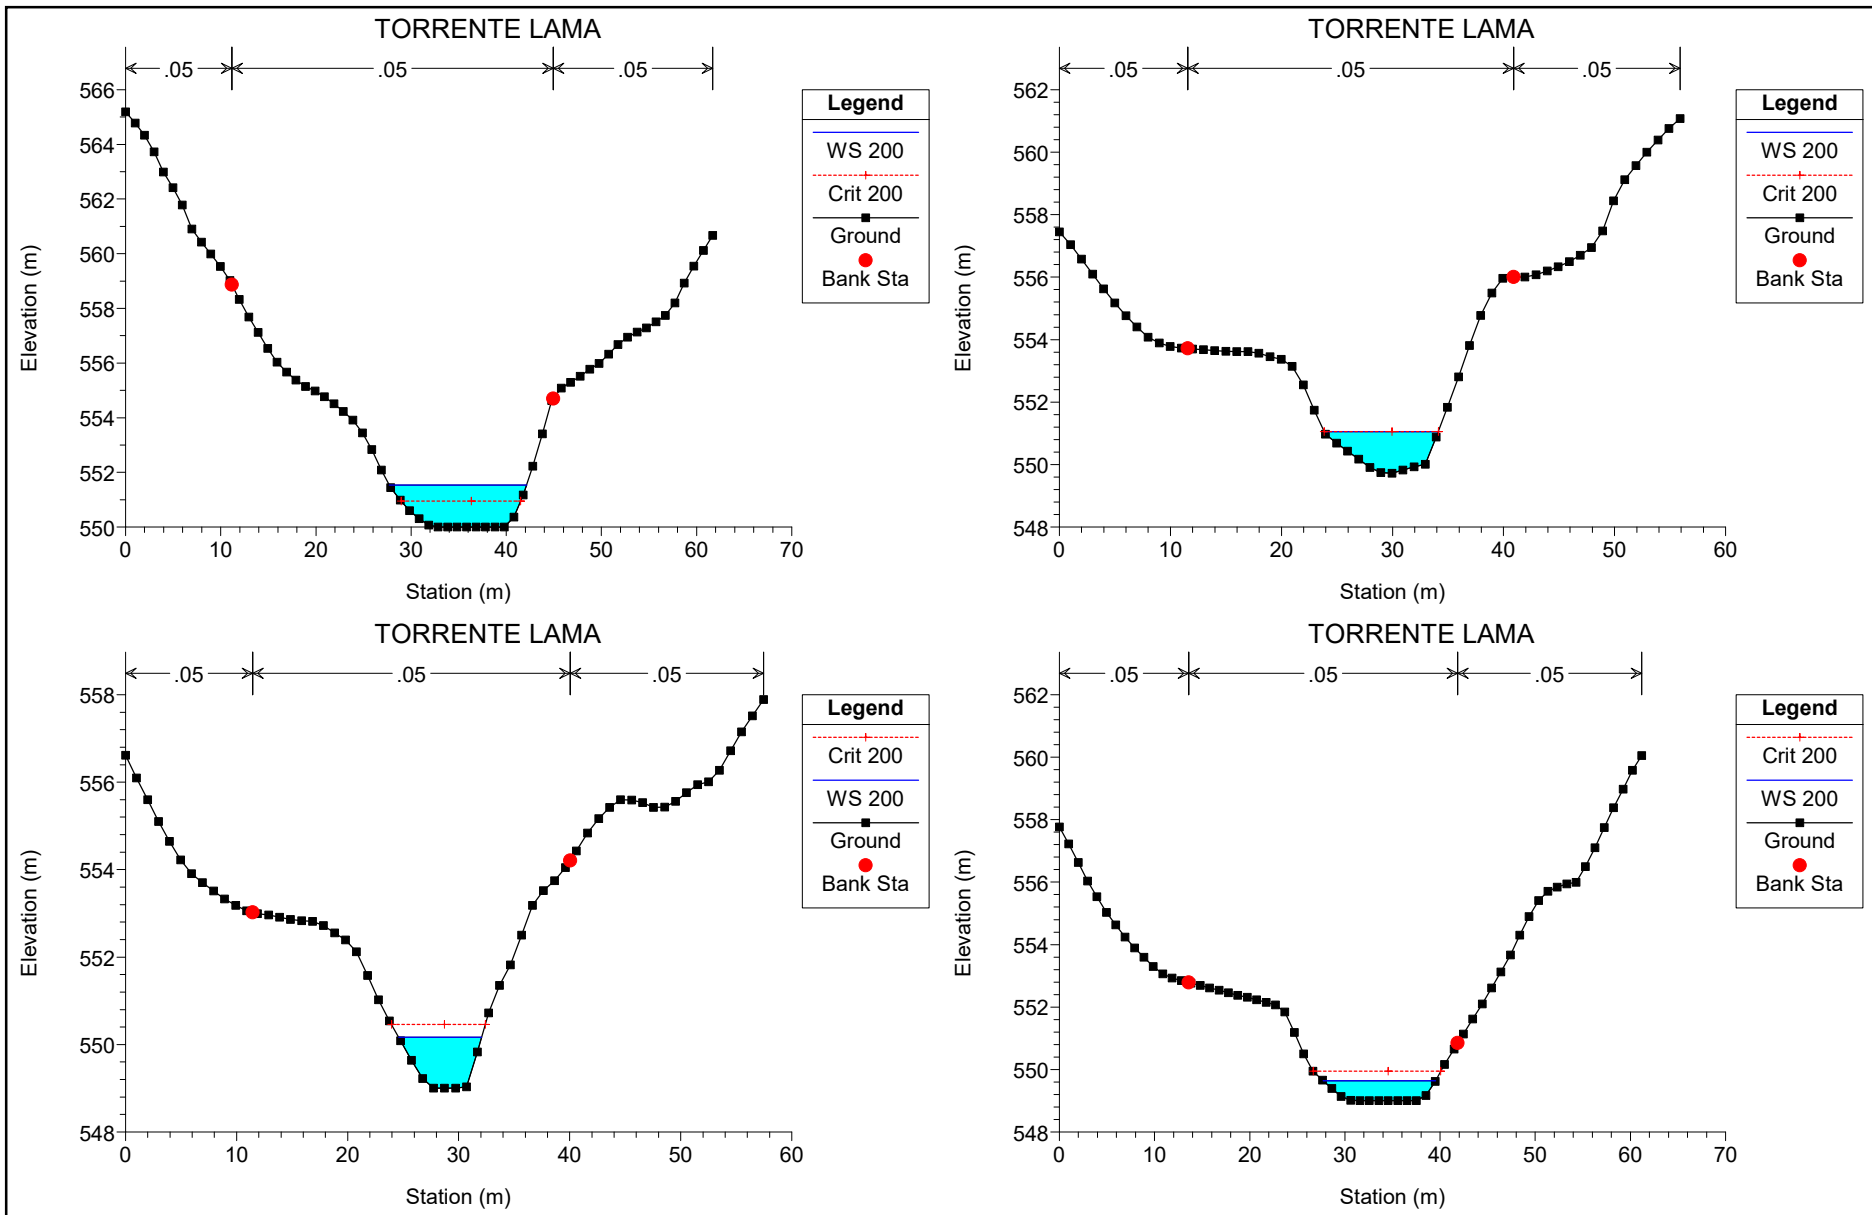 TORRENTE LAMA
.05 .05 .05
566
564
562
560
558
556
554
552
550
Elevation (m)
0 10 20 30 40 50 60 70
Station (m)
Legend
WS 200
Crit 200
Ground
Bank Sta
TORRENTE LAMA
.05 .05 .05
562
560
558
556
554
552
550
548
Elevation (m)
0 10 20 30 40 50 60
Station (m)
Legend
WS 200
Crit 200
Ground
Bank Sta
TORRENTE LAMA
.05 .05 .05
558
556
554
552
550
548
Elevation (m)
0 10 20 30 40 50 60
Station (m)
Legend
Crit 200
WS 200
Ground
Bank Sta
TORRENTE LAMA
.05 .05 .05
562
560
558
556
554
552
550
548
Elevation (m)
0 10 20 30 40 50 60 70
Station (m)
Legend
Crit 200
WS 200
Ground
Bank Sta